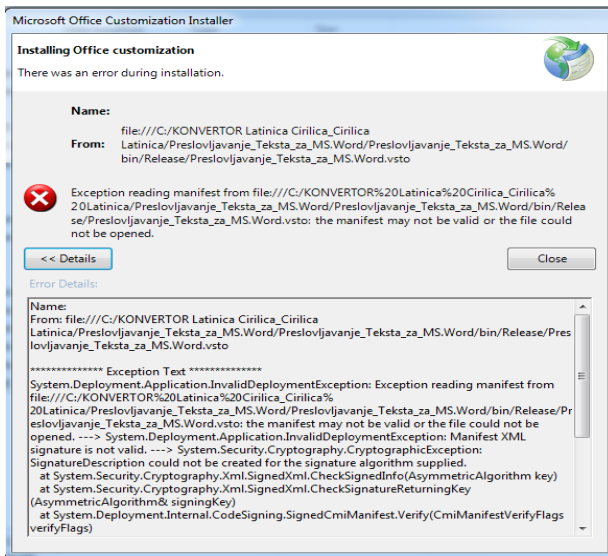 Microsoft Office Customization Installer
Installing Office customization
There was an error during installation.
Name:
From:
file:///C:/KONVERTOR Latinica Cirilica_Cirilica
Latinica/Preslovljavanje_Teksta_za_MS.Word/Preslovljavanje_Teksta_za_MS.Word/
bin/Release/Preslovljavanje_Teksta_za_MS.Word.vsto
Exception reading manifest from file:///C:/KONVERTOR%20Latinica%20Cirilica_Cirilica%
20Latinica/Preslovljavanje_Teksta_za_MS.Word/Preslovljavanje_Teksta_za_MS.Word/bin/Relea
se/Preslovljavanje_Teksta_za_MS.Word.vsto: the manifest may not be valid or the file could
not be opened.
<< Details
Close
Error Details:
Name:
From: file:///C:/KONVERTOR Latinica Cirilica_Cirilica
Latinica/Preslovljavanje_Teksta_za_MS.Word/Preslovljavanje_Teksta_za_MS.Word/bin/Release/Pres
lovljavanje_Teksta_za_MS.Word.vsto
************** Exception Text **************
System.Deployment.Application.InvalidDeploymentException: Exception reading manifest from
file:///C:/KONVERTOR%20Latinica%20Cirilica_Cirilica%
20Latinica/Preslovljavanje_Teksta_za_MS.Word/Preslovljavanje_Teksta_za_MS.Word/bin/Release/Pr
eslovljavanje_Teksta_za_MS.Word.vsto: the manifest may not be valid or the file could not be
opened. ---> System.Deployment.Application.InvalidDeploymentException: Manifest XML
signature is not valid. ---> System.Security.Cryptography.CryptographicException:
SignatureDescription could not be created for the signature algorithm supplied.
at System.Security.Cryptography.Xml.SignedXml.CheckSignedInfo(AsymmetricAlgorithm key)
at System.Security.Cryptography.Xml.SignedXml.CheckSignatureReturningKey
(AsymmetricAlgorithm& signingKey)
at System.Deployment.Internal.CodeSigning.SignedCmiManifest.Verify(CmiManifestVerifyFlags
verifyFlags)